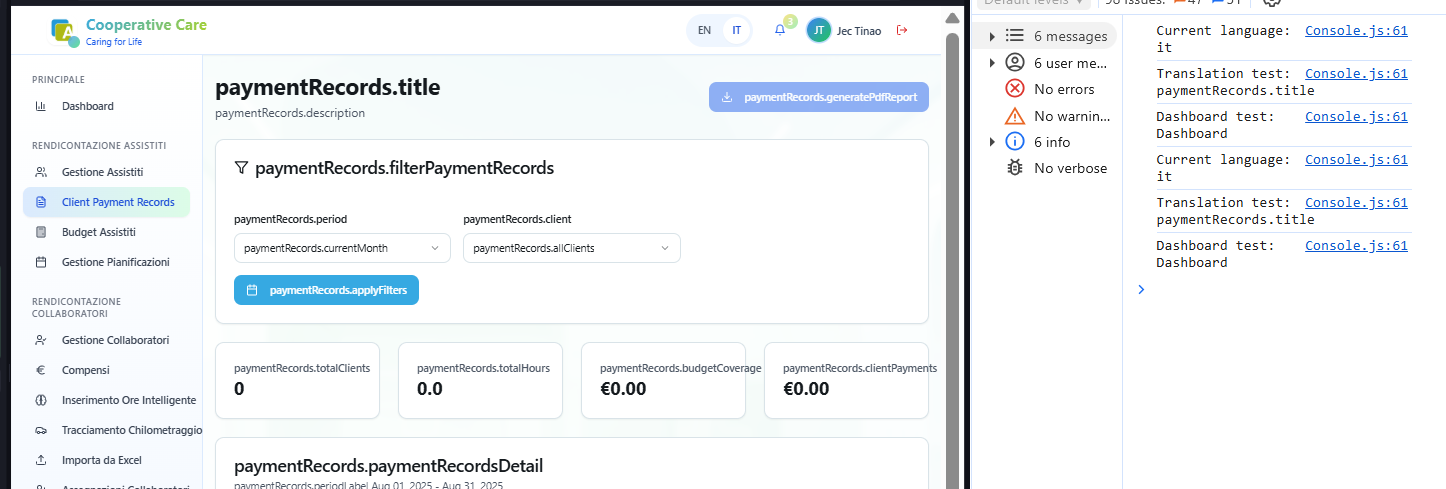 Cooperative Care
Caring for Life
EN IT
3
JT Jec Tinao
PRINCIPALE
Dashboard
RENDICONTAZIONE ASSISTITI
Gestione Assistiti
Client Payment Records
Budget Assistiti
Gestione Pianificazioni
RENDICONTAZIONE
COLLABORATORI
Gestione Collaboratori
Compensi
Inserimento Ore Intelligente
Tracciamento Chilometraggio
Importa da Excel
Assegnazioni Collaboratori
paymentRecords.title
paymentRecords.description
paymentRecords.generatePdfReport
paymentRecords.filterPaymentRecords
paymentRecords.period
paymentRecords.currentMonth
paymentRecords.client
paymentRecords.allClients
paymentRecords.applyFilters
paymentRecords.totalClients
0
paymentRecords.totalHours
0.0
paymentRecords.budgetCoverage
€0.00
paymentRecords.clientPayments
€0.00
paymentRecords.paymentRecordsDetail
paymentRecords.periodLabel Aug 01, 2025 - Aug 31, 2025
Default levels
Issues:
6 messages
6 user me...
No errors
No warnin...
6 info
No verbose
Current language: Console.js:61
it
Translation test: Console.js:61
paymentRecords.title
Dashboard test: Console.js:61
Dashboard
Current language: Console.js:61
it
Translation test: Console.js:61
paymentRecords.title
Dashboard test: Console.js:61
Dashboard